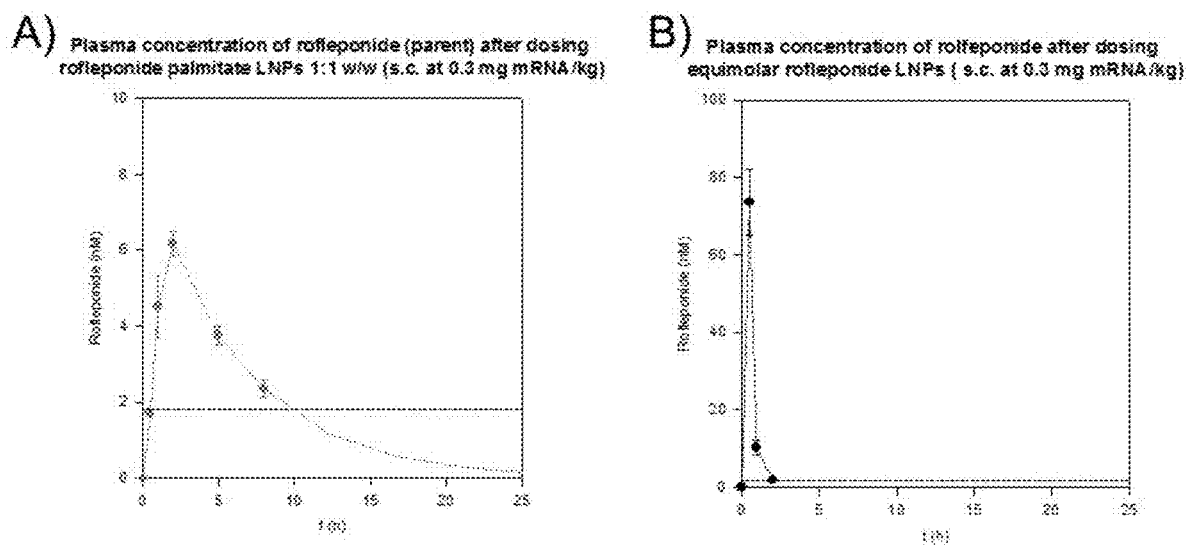 A)
Plasma concentration of rofleponide (parent) after dosing
rofleponide palmitate LNPs 1:1 w/w (s.c. at 0.3 mg mRNA/kg)
10
8
6
4
2
0
Rofleponide (nM)
0 5 10 15 20 25
t (h)
B)
Plasma concentration of rolfeponide after dosing
equimolar rofleponide LNPs ( s.c. at 0.3 mg mRNA/kg)
100
80
60
40
20
0
Rofleponide (nM)
0 5 10 15 20 25
t (h)